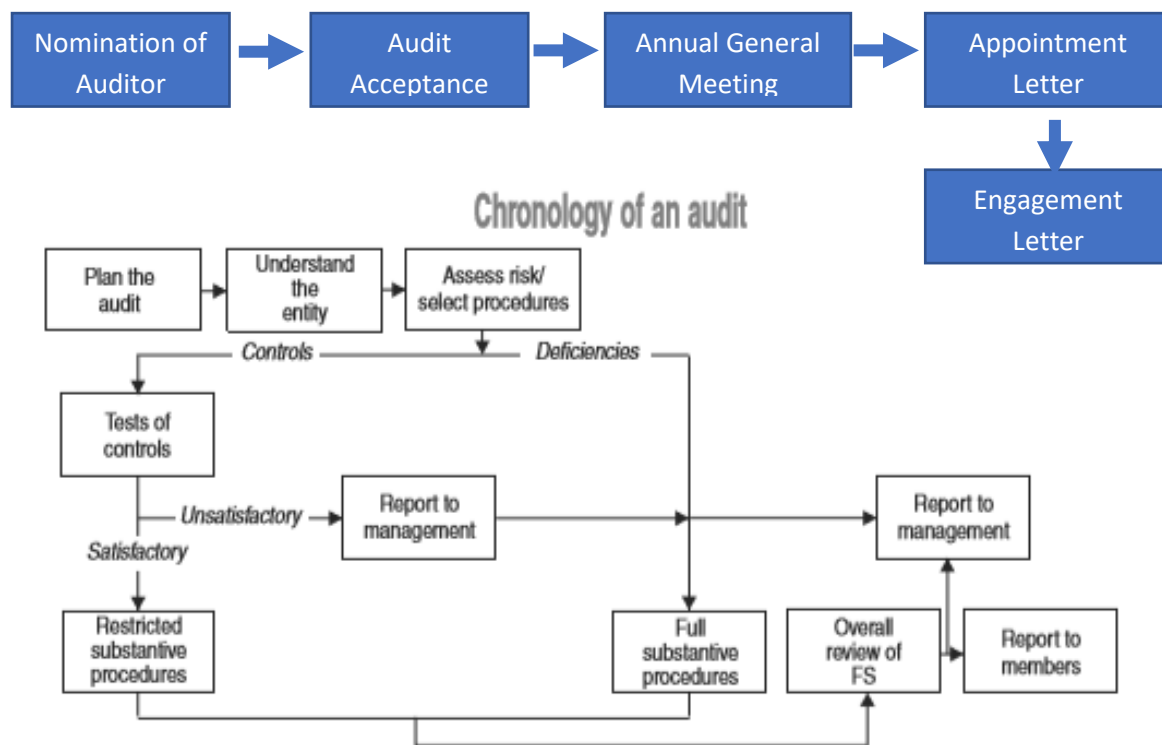 Nomination of
Auditor
Audit
Acceptance
Annual General
Meeting
Appointment
Letter
Engagement
Letter
Chronology of an audit
Plan the
audit
Understand
the
entity
Assess risk/
select procedures
Controls
Deficiencies
Tests of
controls
Unsatisfactory
Report to
management
Report to
management
Satisfactory
Restricted
substantive
procedures
Full
substantive
procedures
Overall
review of
FS
Report to
members